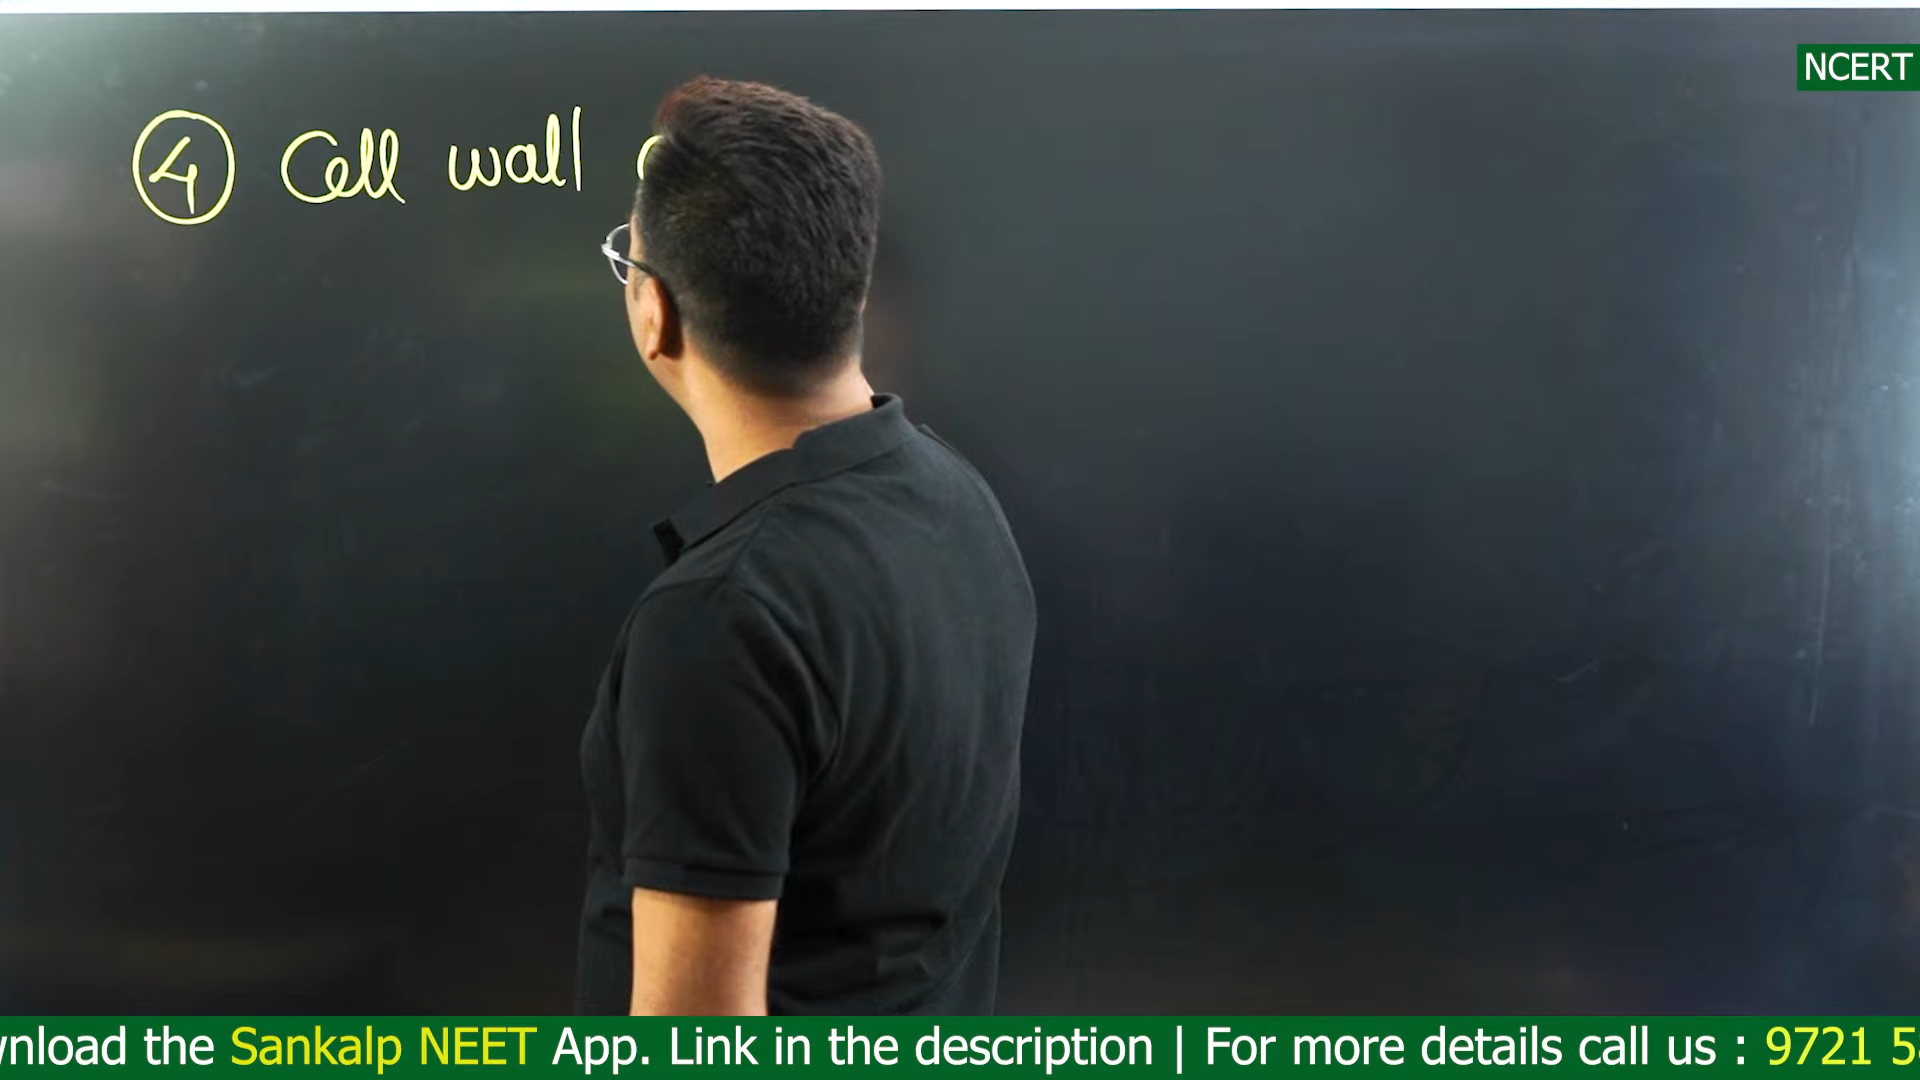 NCERT
④ Cell wall
wnload the Sankalp NEET App. Link in the description | For more details call us : 9721 5